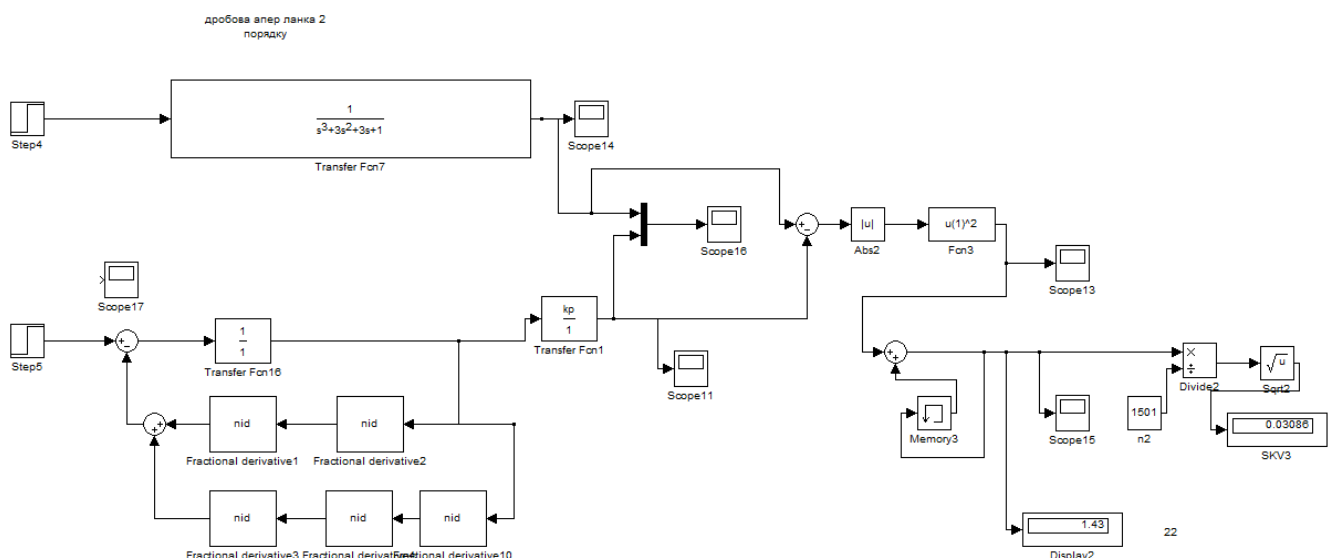 дробова апер ланка 2
порядку
Step4
1
s3+3s2+3s+1
Transfer Fcn7
Scope14
Scope16
+
−
|u|
Abs2
u(1)^2
Fcn3
Scope13
Scope17
Step5
+
−
1
1
Transfer Fcn16
kp
1
Transfer Fcn1
Scope11
+
+
nid
Fractional derivative1
nid
Fractional derivative2
+
+
Memory3
Scope15
1501
n2
×
÷
Divide2
√u
Sqrt2
0.03086
SKV3
nid
Fractional derivative3
nid
Fractional derivative
nid
Fractional derivative10
1.43
Display2
22